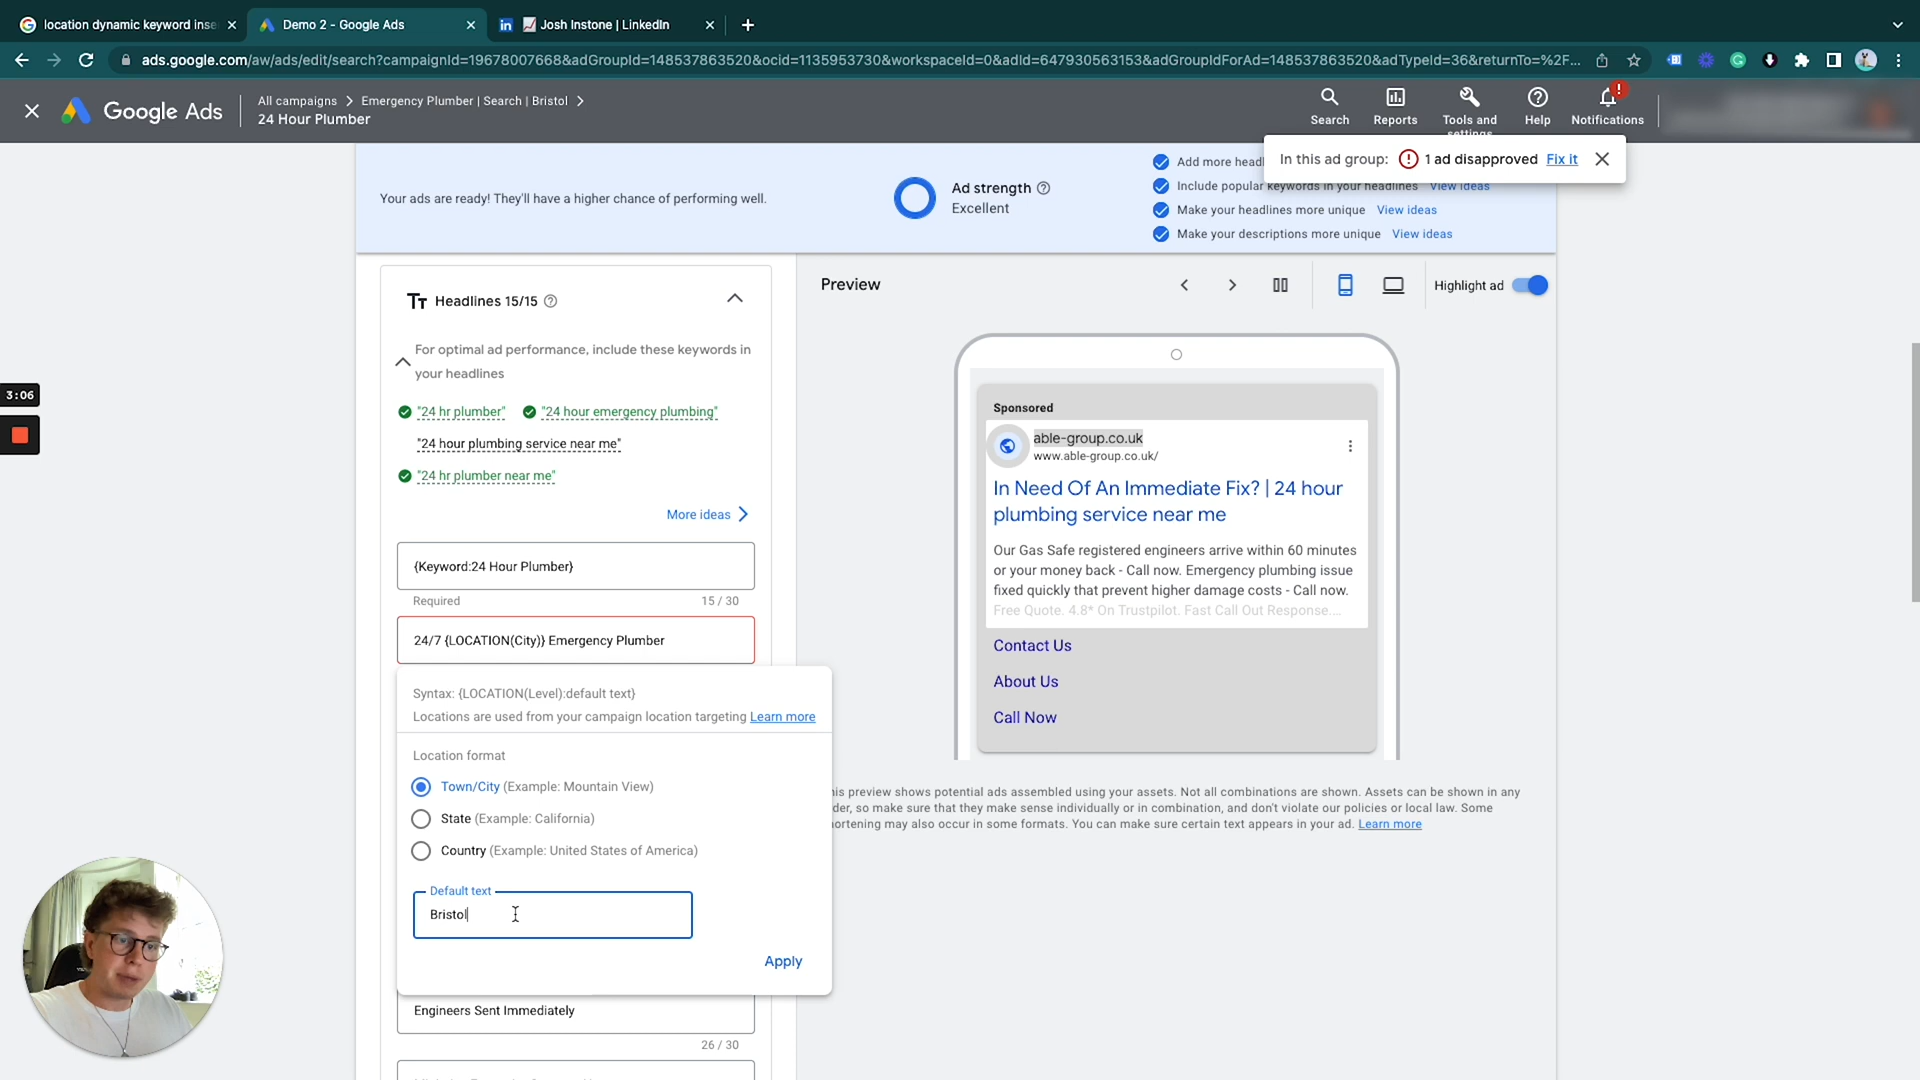 location dynamic keyword inse
Demo 2 - Google Ads
Josh Instone | LinkedIn
ads.google.com/aw/ads/edit/search?campaignId=19678007668&adGroupId=148537863520&ocid=1135953730&workspaceId=0&adId=647930563153&adGroupIdForAd=148537863520&adTypeId=36&returnTo=%2F...
Google Ads
All campaigns > Emergency Plumber | Search | Bristol >
24 Hour Plumber
Search
Reports
Tools and settings
Help
Notifications
In this ad group: 1 ad disapproved Fix it
Your ads are ready! They'll have a higher chance of performing well.
Ad strength
Excellent
Add more headl
Include popular keywords in your headlines View ideas
Make your headlines more unique View ideas
Make your descriptions more unique View ideas
Tт Headlines 15/15
For optimal ad performance, include these keywords in
your headlines
"24 hr plumber" "24 hour emergency plumbing"
"24 hour plumbing service near me"
"24 hr plumber near me"
More ideas
{Keyword:24 Hour Plumber}
Required 15 / 30
24/7 {LOCATION(City)} Emergency Plumber
Syntax: {LOCATION(Level):default text}
Locations are used from your campaign location targeting Learn more
Location format
Town/City (Example: Mountain View)
State (Example: California)
Country (Example: United States of America)
Default text
Bristol
Apply
Engineers Sent Immediately
26 / 30
3:06
Preview
Highlight ad
Sponsored
able-group.co.uk
www.able-group.co.uk/
In Need Of An Immediate Fix? | 24 hour
plumbing service near me
Our Gas Safe registered engineers arrive within 60 minutes
or your money back - Call now. Emergency plumbing issue
fixed quickly that prevent higher damage costs - Call now.
Free Quote. 4.8* On Trustpilot. Fast Call Out Response....
Contact Us
About Us
Call Now
his preview shows potential ads assembled using your assets. Not all combinations are shown. Assets can be shown in any
der, so make sure that they make sense individually or in combination, and don't violate our policies or local law. Some
ortening may also occur in some formats. You can make sure certain text appears in your ad. Learn more